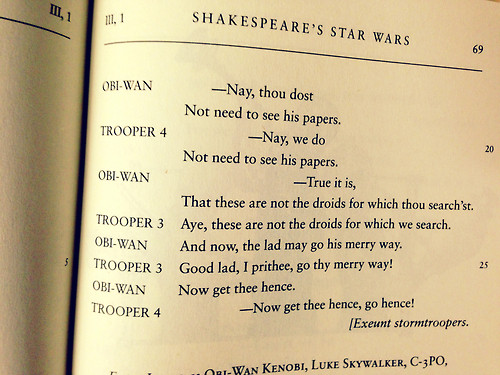 III, 1
III, 1 SHAKESPEARE'S STAR WARS 69
OBI-WAN —Nay, thou dost
Not need to see his papers.
TROOPER 4 —Nay, we do 20
Not need to see his papers.
OBI-WAN —True it is,
That these are not the droids for which thou search'st.
TROOPER 3 Aye, these are not the droids for which we search.
OBI-WAN And now, the lad may go his merry way.
5
TROOPER 3 Good lad, I prithee, go thy merry way! 25
OBI-WAN Now get thee hence.
TROOPER 4 —Now get thee hence, go hence!
[Exeunt stormtroopers.
OBI-WAN KENOBI, LUKE SKYWALKER, C-3PO,